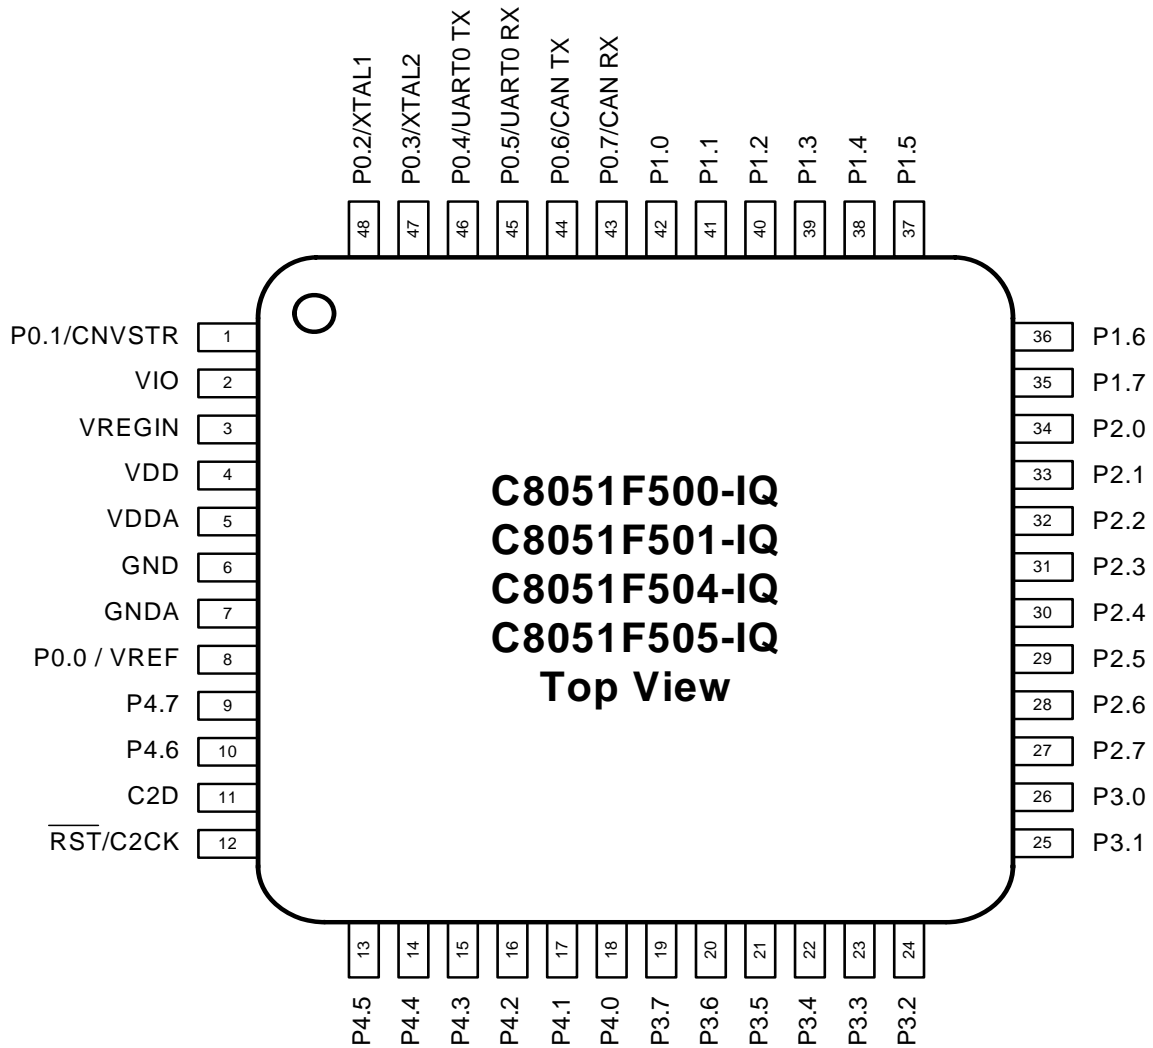 P0.2/XTAL1
P0.3/XTAL2
P0.4/UART0 TX
P0.5/UART0 RX
P0.6/CAN TX
P0.7/CAN RX
P1.0
P1.1
P1.2
P1.3
P1.4
P1.5
48
47
46
45
44
43
42
41
40
39
38
37
P0.1/CNVSTR 1
VIO 2
VREGIN 3
VDD 4
VDDA 5
GND 6
GNDA 7
P0.0 / VREF 8
P4.7 9
P4.6 10
C2D 11
RST/C2CK 12
C8051F500-IQ
C8051F501-IQ
C8051F504-IQ
C8051F505-IQ
Top View
36 P1.6
35 P1.7
34 P2.0
33 P2.1
32 P2.2
31 P2.3
30 P2.4
29 P2.5
28 P2.6
27 P2.7
26 P3.0
25 P3.1
13
14
15
16
17
18
19
20
21
22
23
24
P4.5
P4.4
P4.3
P4.2
P4.1
P4.0
P3.7
P3.6
P3.5
P3.4
P3.3
P3.2